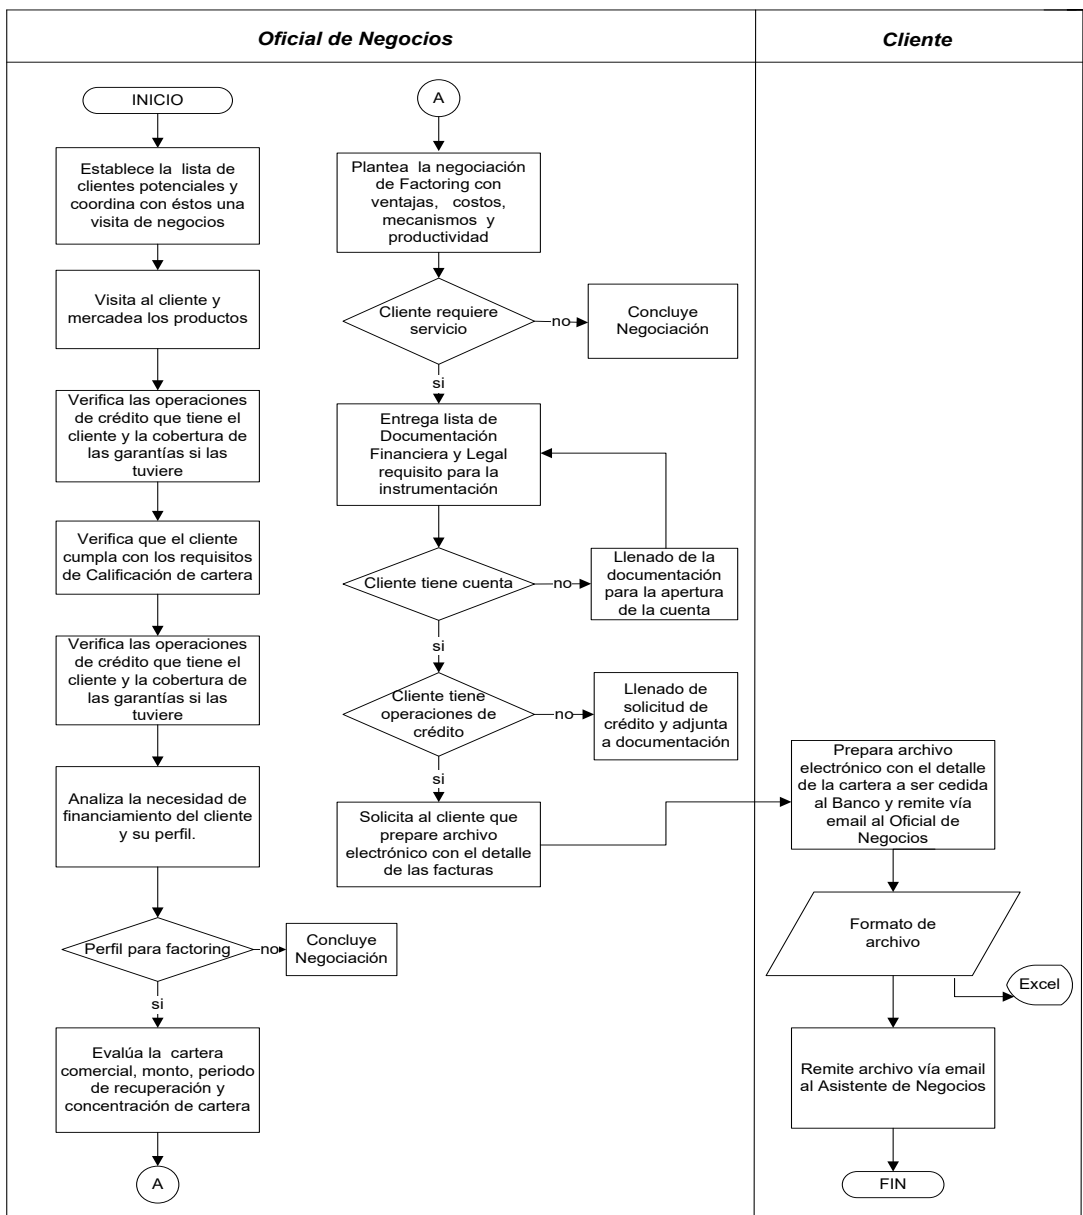 Oficial de Negocios
Cliente
INICIO
Establece la lista de
clientes potenciales y
coordina con éstos una
visita de negocios
Visita al cliente y
mercadea los productos
Verifica las operaciones
de crédito que tiene el
cliente y la cobertura de
las garantías si las
tuviere
Verifica que el cliente
cumpla con los requisitos
de Calificación de cartera
Verifica las operaciones
de crédito que tiene el
cliente y la cobertura de
las garantías si las
tuviere
Analiza la necesidad de
financiamiento del cliente
y su perfil.
Perfil para factoring
no
Concluye
Negociación
si
Evalúa la cartera
comercial, monto, periodo
de recuperación y
concentración de cartera
A
A
Plantea la negociación
de Factoring con
ventajas, costos,
mecanismos y
productividad
Cliente requiere
servicio
no
Concluye
Negociación
si
Entrega lista de
Documentación
Financiera y Legal
requisito para la
instrumentación
Cliente tiene cuenta
no
Llenado de la
documentación
para la apertura
de la cuenta
si
Cliente tiene
operaciones de
crédito
no
Llenado de
solicitud de
crédito y adjunta
a documentación
si
Solicita al cliente que
prepare archivo
electrónico con el detalle
de las facturas
Prepara archivo
electrónico con el detalle
de la cartera a ser cedida
al Banco y remite vía
email al Oficial de
Negocios
Formato de
archivo
Excel
Remite archivo vía email
al Asistente de Negocios
FIN